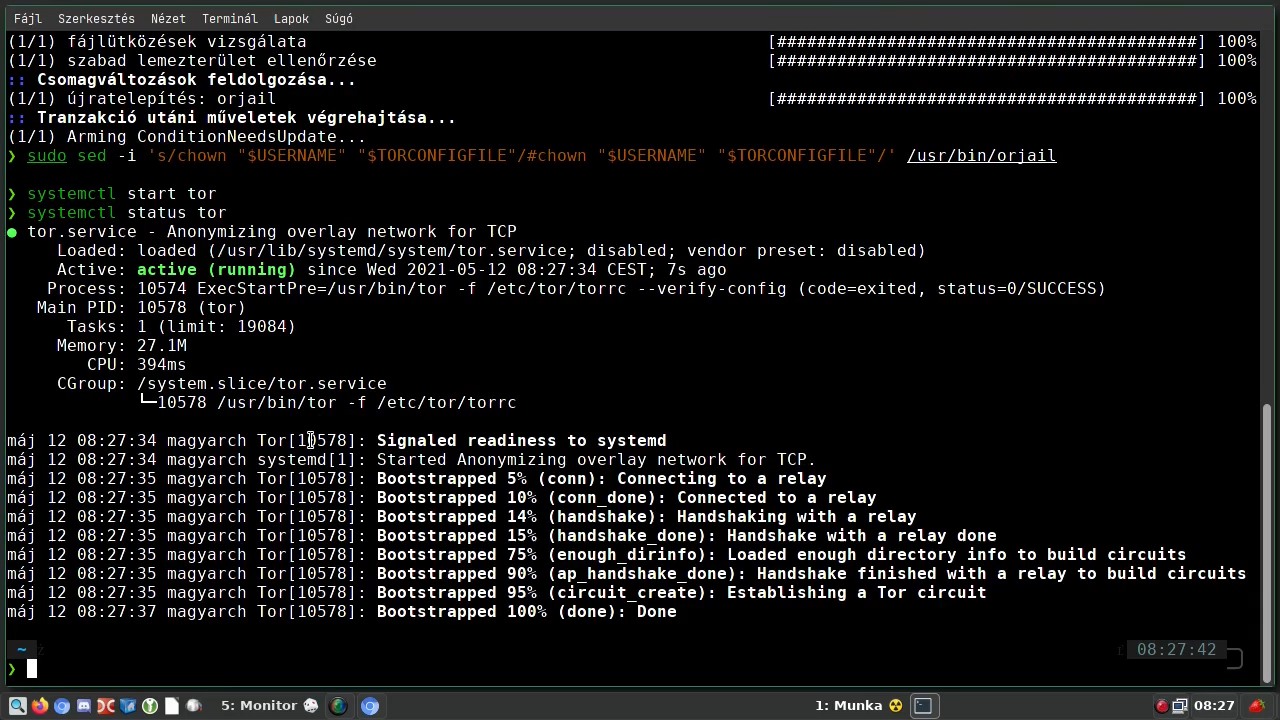 Fájl Szerkesztés Nézet Terminál Lapok Súgó
(1/1) fájlütközések vizsgálata [##########################################] 100%
(1/1) szabad lemezterület ellenőrzése [##########################################] 100%
:: Csomagváltozások feldolgozása...
(1/1) újratelepítés: orjail [##########################################] 100%
:: Tranzakció utáni műveletek végrehajtása...
(1/1) Arming ConditionNeedsUpdate...
❯ sudo sed -i 's/chown "$USERNAME" "$TORCONFIGFILE"/#chown "$USERNAME" "$TORCONFIGFILE"/' /usr/bin/orjail
❯ systemctl start tor
❯ systemctl status tor
● tor.service - Anonymizing overlay network for TCP
Loaded: loaded (/usr/lib/systemd/system/tor.service; disabled; vendor preset: disabled)
Active: active (running) since Wed 2021-05-12 08:27:34 CEST; 7s ago
Process: 10574 ExecStartPre=/usr/bin/tor -f /etc/tor/torrc --verify-config (code=exited, status=0/SUCCESS)
Main PID: 10578 (tor)
Tasks: 1 (limit: 19084)
Memory: 27.1M
CPU: 394ms
CGroup: /system.slice/tor.service
└─10578 /usr/bin/tor -f /etc/tor/torrc
máj 12 08:27:34 magyarch Tor[10578]: Signaled readiness to systemd
máj 12 08:27:34 magyarch systemd[1]: Started Anonymizing overlay network for TCP.
máj 12 08:27:35 magyarch Tor[10578]: Bootstrapped 5% (conn): Connecting to a relay
máj 12 08:27:35 magyarch Tor[10578]: Bootstrapped 10% (conn_done): Connected to a relay
máj 12 08:27:35 magyarch Tor[10578]: Bootstrapped 14% (handshake): Handshaking with a relay
máj 12 08:27:35 magyarch Tor[10578]: Bootstrapped 15% (handshake_done): Handshake with a relay done
máj 12 08:27:35 magyarch Tor[10578]: Bootstrapped 75% (enough_dirinfo): Loaded enough directory info to build circuits
máj 12 08:27:35 magyarch Tor[10578]: Bootstrapped 90% (ap_handshake_done): Handshake finished with a relay to build circuits
máj 12 08:27:35 magyarch Tor[10578]: Bootstrapped 95% (circuit_create): Establishing a Tor circuit
máj 12 08:27:37 magyarch Tor[10578]: Bootstrapped 100% (done): Done
~ 08:27:42
❯
5: Monitor 1: Munka 08:27